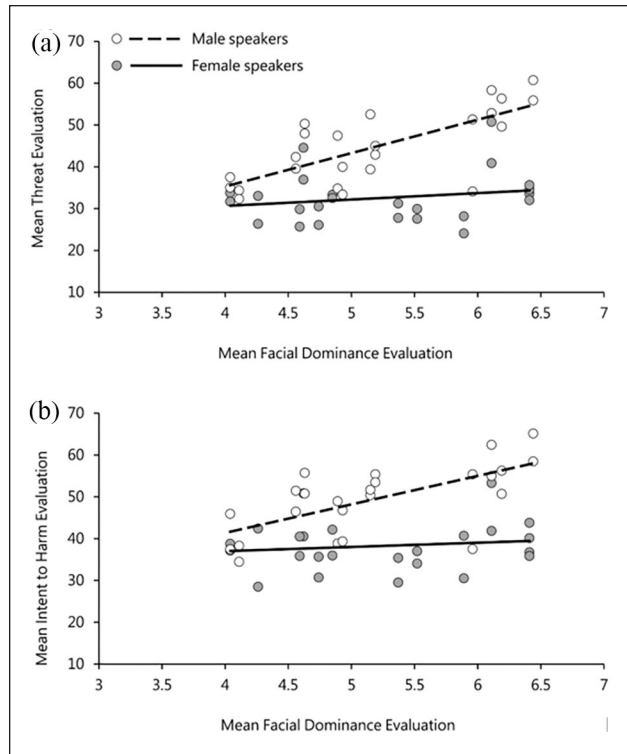 (a)
Male speakers
Female speakers
70
60
50
40
30
20
10
Mean Threat Evaluation
3 3.5 4 4.5 5 5.5 6 6.5 7
Mean Facial Dominance Evaluation
(b)
70
60
50
40
30
20
10
Mean Intent to Harm Evaluation
3 3.5 4 4.5 5 5.5 6 6.5 7
Mean Facial Dominance Evaluation